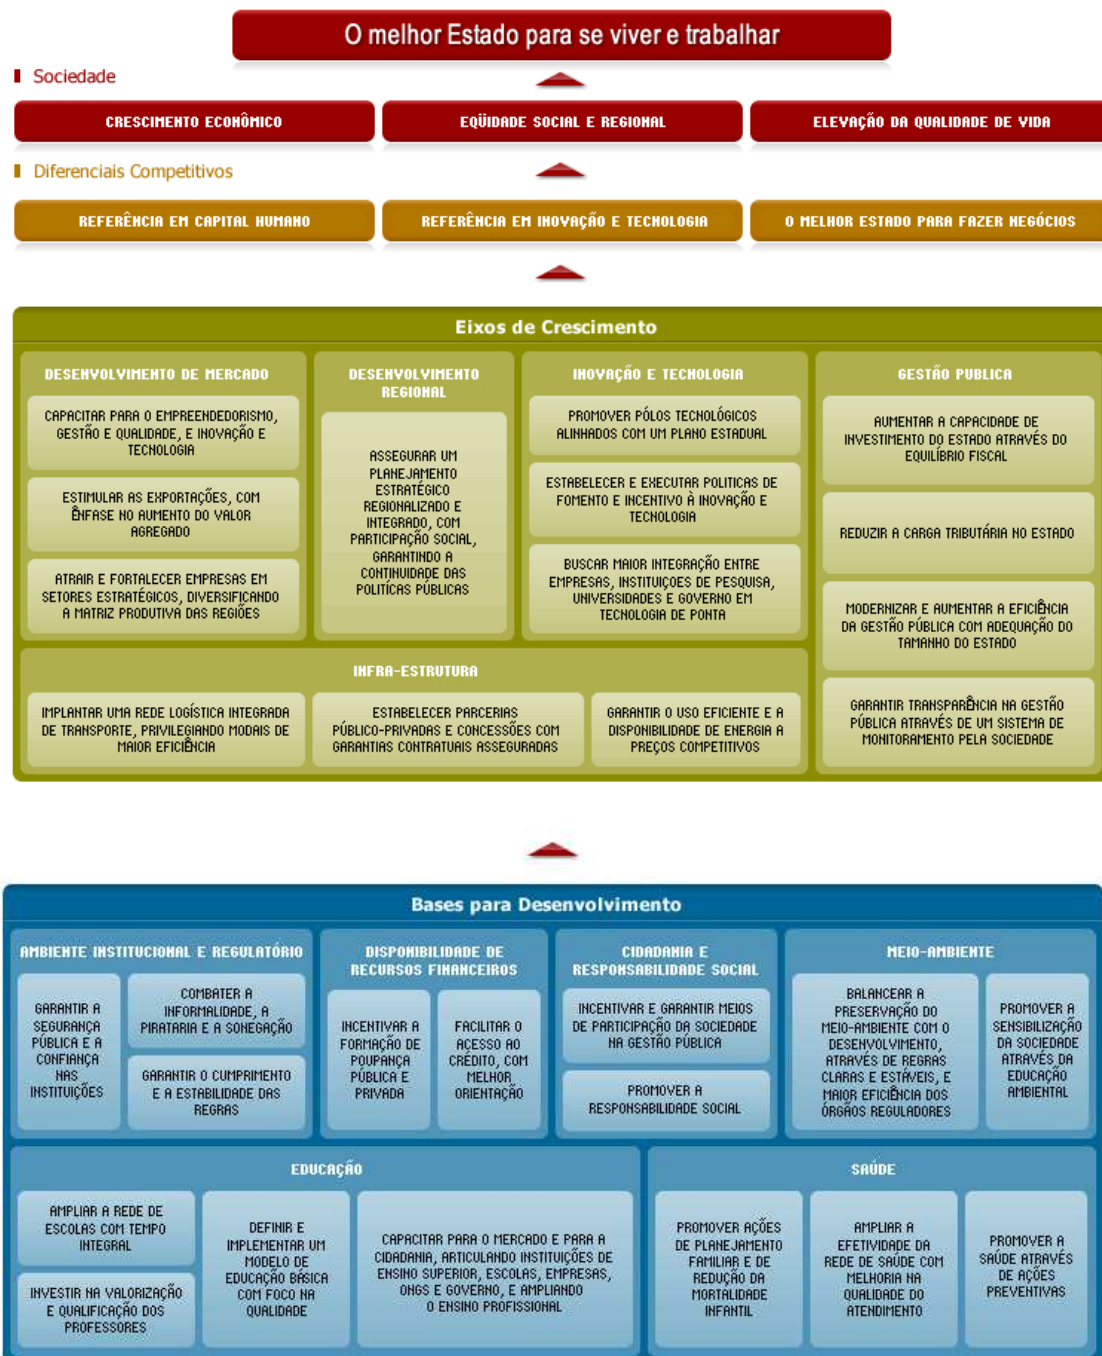 O melhor Estado para se viver e trabalhar
Sociedade
CRESCIMENTO ECONÔMICO
EQÜIDADE SOCIAL E REGIONAL
ELEVAÇÃO DA QUALIDADE DE VIDA
Diferenciais Competitivos
REFERÊNCIA EM CAPITAL HUMANO
REFERÊNCIA EM INOVAÇÃO E TECNOLOGIA
O MELHOR ESTADO PARA FAZER NEGÓCIOS
Eixos de Crescimento
DESENVOLVIMENTO DE MERCADO
CAPACITAR PARA O EMPREENDEDORISMO,
GESTÃO E QUALIDADE, E INOVAÇÃO E
TECNOLOGIA
ESTIMULAR AS EXPORTAÇÕES, COM
ÊNFASE NO AUMENTO DO VALOR
AGREGADO
ATRAIR E FORTALECER EMPRESAS EM
SETORES ESTRATÉGICOS, DIVERSIFICANDO
A MATRIZ PRODUTIVA DAS REGIÕES
DESENVOLVIMENTO
REGIONAL
ASSEGURAR UM
PLANEJAMENTO
ESTRATÉGICO
REGIONALIZADO E
INTEGRADO, COM
PARTICIPAÇÃO SOCIAL,
GARANTINDO A
CONTINUIDADE DAS
POLITÍCAS PÚBLICAS
INOVAÇÃO E TECNOLOGIA
PROMOVER PÓLOS TECNOLÓGICOS
ALINHADOS COM UM PLANO ESTADUAL
ESTABELECER E EXECUTAR POLITICAS DE
FOMENTO E INCENTIVO À INOVAÇÃO E
TECNOLOGIA
BUSCAR MAIOR INTEGRAÇÃO ENTRE
EMPRESAS, INSTITUIÇOES DE PESQUISA,
UNIVERSIDADES E GOVERNO EM
TECNOLOGIA DE PONTA
GESTÃO PUBLICA
AUMENTAR A CAPACIDADE DE
INVESTIMENTO DO ESTADO ATRAVÉS DO
EQUILÍBRIO FISCAL
REDUZIR A CARGA TRIBUTÁRIA NO ESTADO
MODERNIZAR E AUMENTAR A EFICIÊNCIA
DA GESTÃO PÚBLICA COM ADEQUAÇÃO DO
TAMANHO DO ESTADO
GARANTIR TRANSPARÊNCIA NA GESTÃO
PÚBLICA ATRAVÉS DE UM SISTEMA DE
MONITORAMENTO PELA SOCIEDADE
INFRA-ESTRUTURA
IMPLANTAR UMA REDE LOGÍSTICA INTEGRADA
DE TRANSPORTE, PRIVILEGIANDO MODAIS DE
MAIOR EFICIÊNCIA
ESTABELECER PARCERIAS
PÚBLICO-PRIVADAS E CONCESSÕES COM
GARANTIAS CONTRATUAIS ASSEGURADAS
GARANTIR O USO EFICIENTE E A
DISPONIBILIDADE DE ENERGIA A
PREÇOS COMPETITIVOS
Bases para Desenvolvimento
AMBIENTE INSTITUCIONAL E REGULATÓRIO
GARANTIR A
SEGURANÇA
PÚBLICA E A
CONFIANÇA
NAS
INSTITUIÇÕES
COMBATER A
INFORMALIDADE, A
PIRATARIA E A SONEGAÇÃO
GARANTIR O CUMPRIMENTO
E A ESTABILIDADE DAS
REGRAS
DISPONIBILIDADE DE
RECURSOS FINANCEIROS
INCENTIVAR A
FORMAÇÃO DE
POUPANÇA
PÚBLICA E
PRIVADA
FACILITAR O
ACESSO AO
CRÉDITO, COM
MELHOR
ORIENTAÇÃO
CIDADANIA E
RESPONSABILIDADE SOCIAL
INCENTIVAR E GARANTIR MEIOS
DE PARTICIPAÇÃO DA SOCIEDADE
NA GESTÃO PÚBLICA
PROMOVER A
RESPONSABILIDADE SOCIAL
MEIO-AMBIENTE
BALANCEAR A
PRESERVAÇÃO DO
MEIO-AMBIENTE COM O
DESENVOLVIMENTO,
ATRAVÉS DE REGRAS
CLARAS E ESTÁVEIS, E
MAIOR EFICIÊNCIA DOS
ÓRGÃOS REGULADORES
PROMOVER A
SENSIBILIZAÇÃO
DA SOCIEDADE
ATRAVÉS DA
EDUCAÇÃO
AMBIENTAL
EDUCAÇÃO
AMPLIAR A REDE DE
ESCOLAS COM TEMPO
INTEGRAL
INVESTIR NA VALORIZAÇÃO
E QUALIFICAÇÃO DOS
PROFESSORES
DEFINIR E
IMPLEMENTAR UM
MODELO DE
EDUCAÇÃO BÁSICA
COM FOCO NA
QUALIDADE
CAPACITAR PARA O MERCADO E PARA A
CIDADANIA, ARTICULANDO INSTITUIÇÕES DE
ENSINO SUPERIOR, ESCOLAS, EMPRESAS,
ONGS E GOVERNO, E AMPLIANDO
O ENSINO PROFISSIONAL
SAÚDE
PROMOVER AÇÕES
DE PLANEJAMENTO
FAMILIAR E DE
REDUÇÃO DA
MORTALIDADE
INFANTIL
AMPLIAR A
EFETIVIDADE DA
REDE DE SAÚDE COM
MELHORIA NA
QUALIDADE DO
ATENDIMENTO
PROMOVER A
SAÚDE ATRAVÉS
DE AÇÕES
PREVENTIVAS